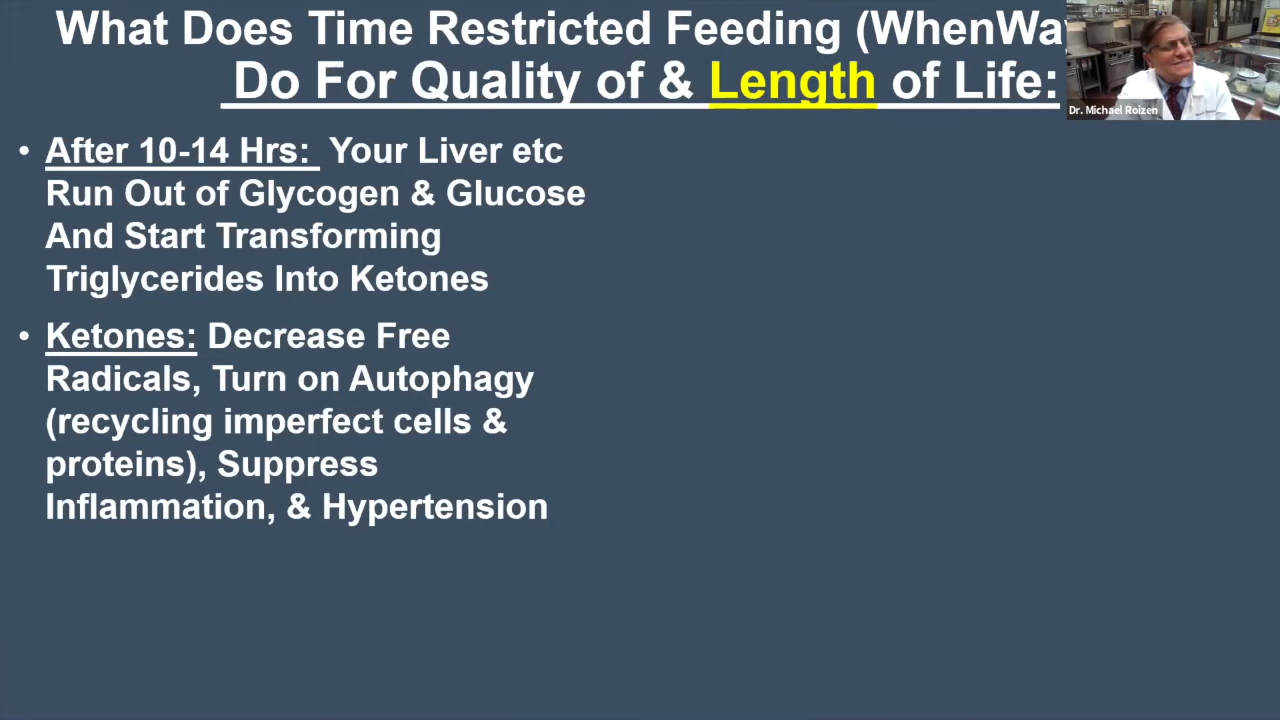 What Does Time Restricted Feeding
Do For Quality of & Length of Life:
Dr. Michael Roizen
• After 10-14 Hrs: Your Liver etc
Run Out of Glycogen & Glucose
And Start Transforming
Triglycerides Into Ketones
• Ketones: Decrease Free
Radicals, Turn on Autophagy
(recycling imperfect cells &
proteins), Suppress
Inflammation, & Hypertension